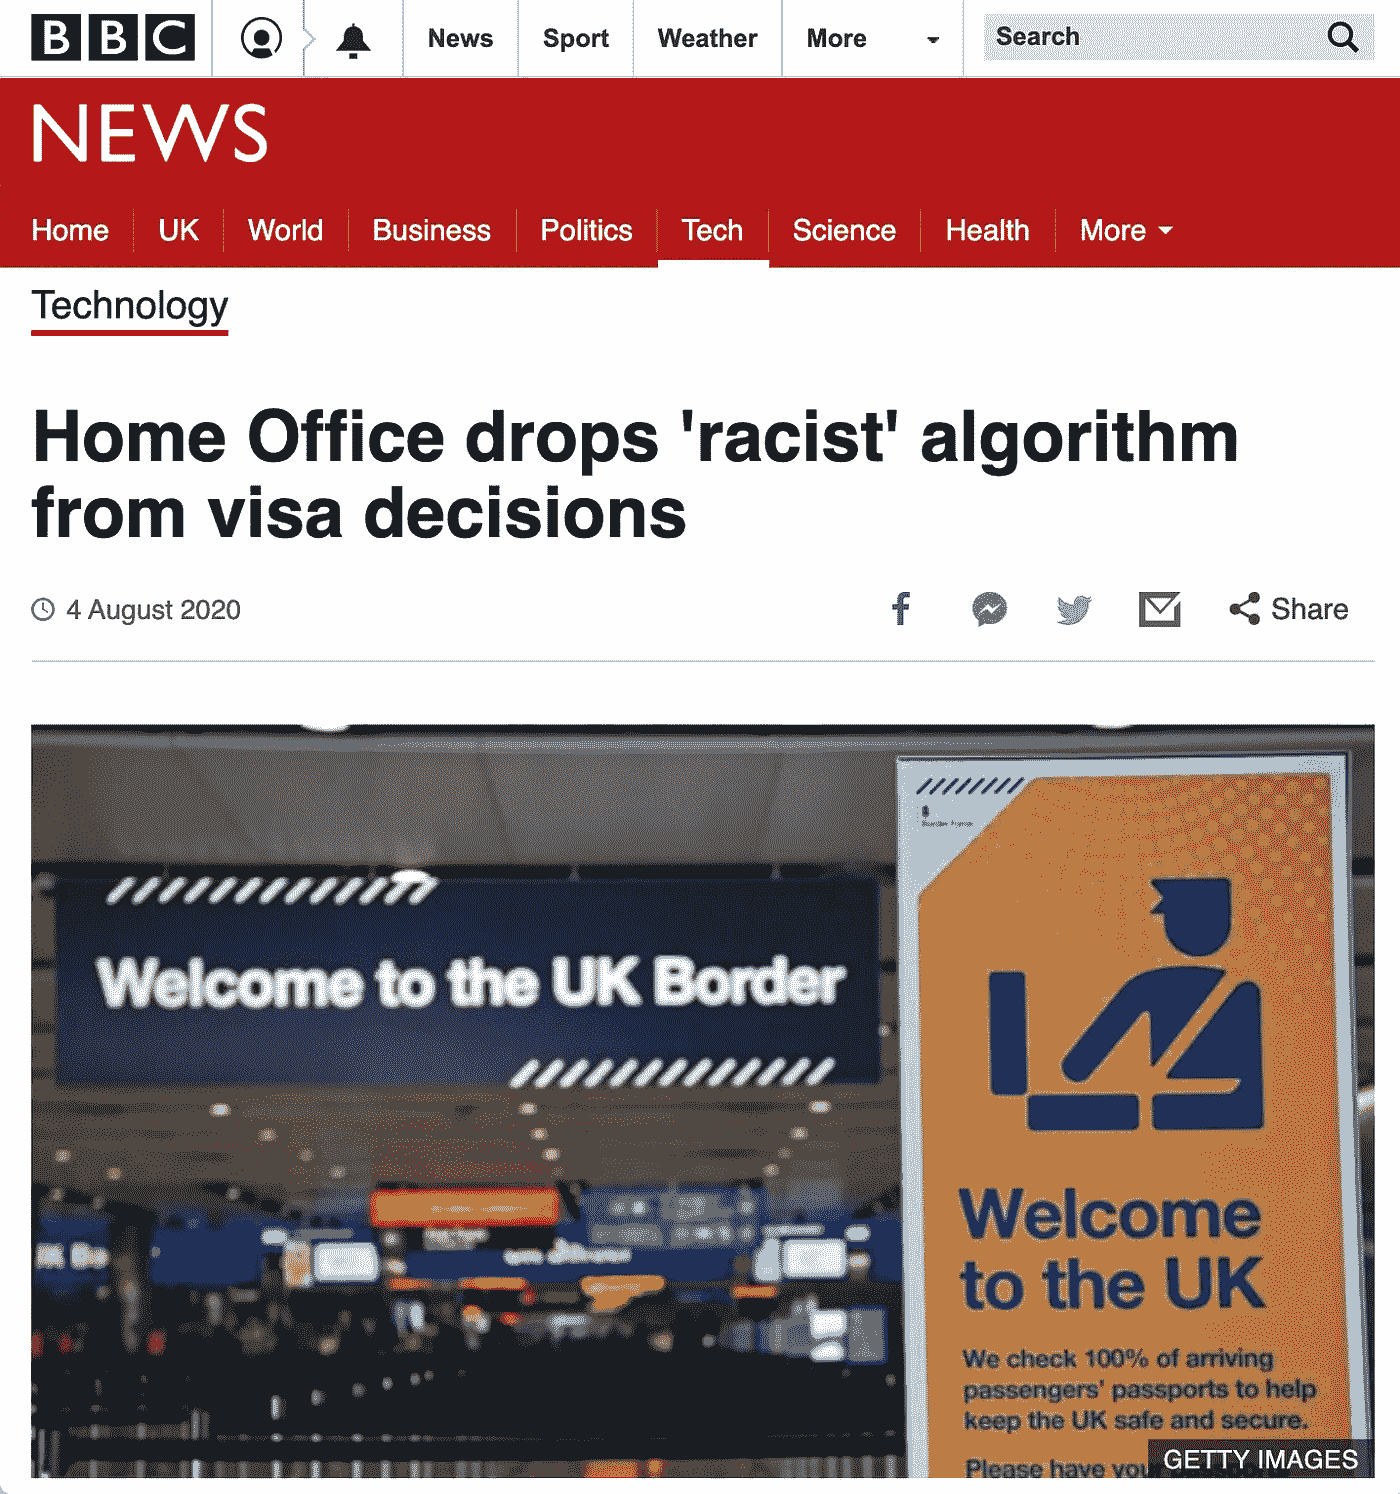 BBC
News
Sport
Weather
More
Search
NEWS
Home
UK
World
Business
Politics
Tech
Science
Health
More
Technology
Home Office drops 'racist' algorithm
from visa decisions
4 August 2020
Share
Welcome to the UK Border
Welcome
to the UK
We check 100% of arriving
passengers' passports to help
keep the UK safe and secure.
Please have your
GETTY IMAGES